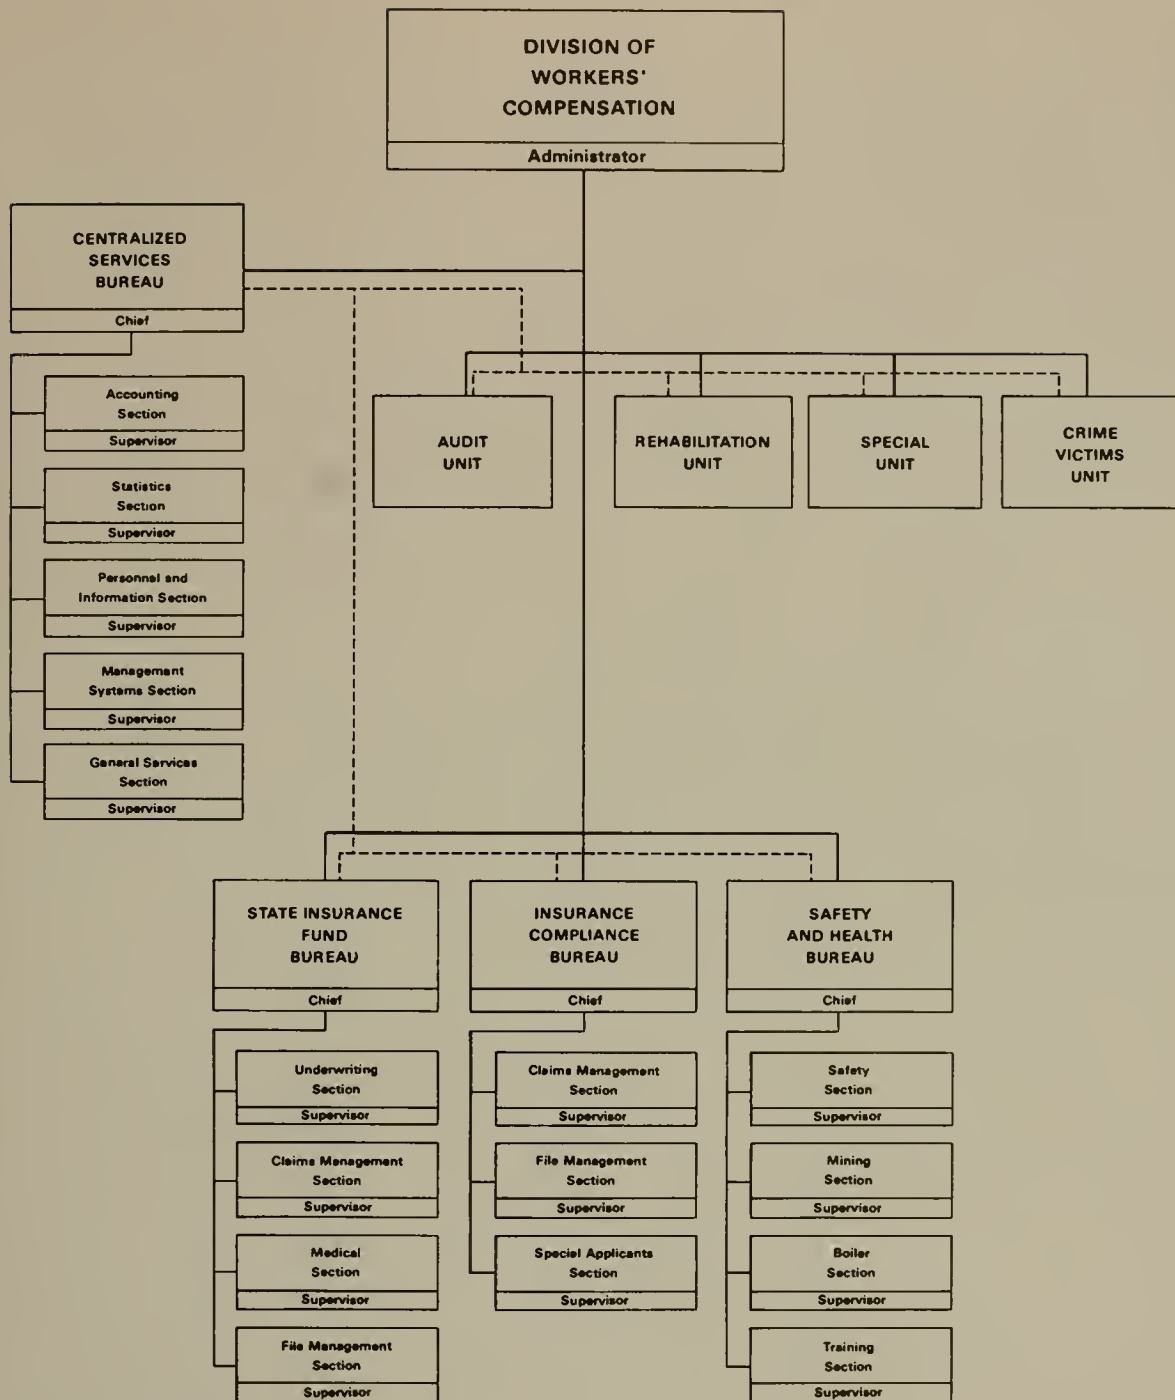 DIVISION OF
WORKERS'
COMPENSATION
Administrator
CENTRALIZED
SERVICES
BUREAU
Chief
Accounting
Section
Supervisor
Statistics
Section
Supervisor
Personnel and
Information Section
Supervisor
Management
Systems Section
Supervisor
General Services
Section
Supervisor
AUDIT
UNIT
REHABILITATION
UNIT
SPECIAL
UNIT
CRIME
VICTIMS
UNIT
STATE INSURANCE
FUND
BUREAU
Chief
Underwriting
Section
Supervisor
Claims Management
Section
Supervisor
Medical
Section
Supervisor
File Management
Section
Supervisor
INSURANCE
COMPLIANCE
BUREAU
Chief
Claims Management
Section
Supervisor
File Management
Section
Supervisor
Special Applicants
Section
Supervisor
SAFETY
AND HEALTH
BUREAU
Chief
Safety
Section
Supervisor
Mining
Section
Supervisor
Boiler
Section
Supervisor
Training
Section
Supervisor